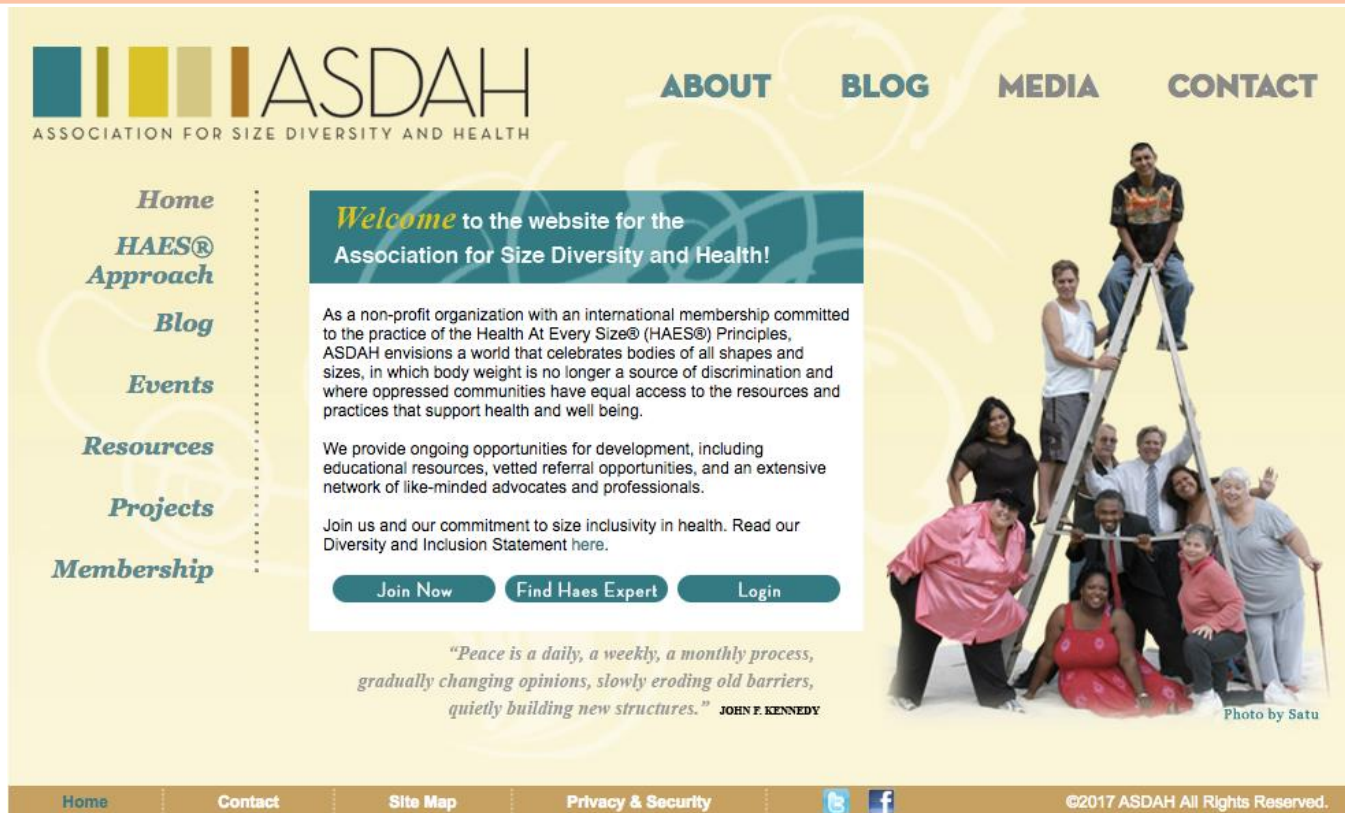 ASDAH
ASSOCIATION FOR SIZE DIVERSITY AND HEALTH
ABOUT BLOG MEDIA CONTACT
Home
HAES®
Approach
Blog
Events
Resources
Projects
Membership
Welcome to the website for the
Association for Size Diversity and Health!
As a non-profit organization with an international membership committed
to the practice of the Health At Every Size® (HAES®) Principles,
ASDAH envisions a world that celebrates bodies of all shapes and
sizes, in which body weight is no longer a source of discrimination and
where oppressed communities have equal access to the resources and
practices that support health and well being.
We provide ongoing opportunities for development, including
educational resources, vetted referral opportunities, and an extensive
network of like-minded advocates and professionals.
Join us and our commitment to size inclusivity in health. Read our
Diversity and Inclusion Statement here.
Join Now Find Haes Expert Login
“Peace is a daily, a weekly, a monthly process,
gradually changing opinions, slowly eroding old barriers,
quietly building new structures.” JOHN F. KENNEDY
Photo by Satu
Home Contact Site Map Privacy & Security ©2017 ASDAH All Rights Reserved.